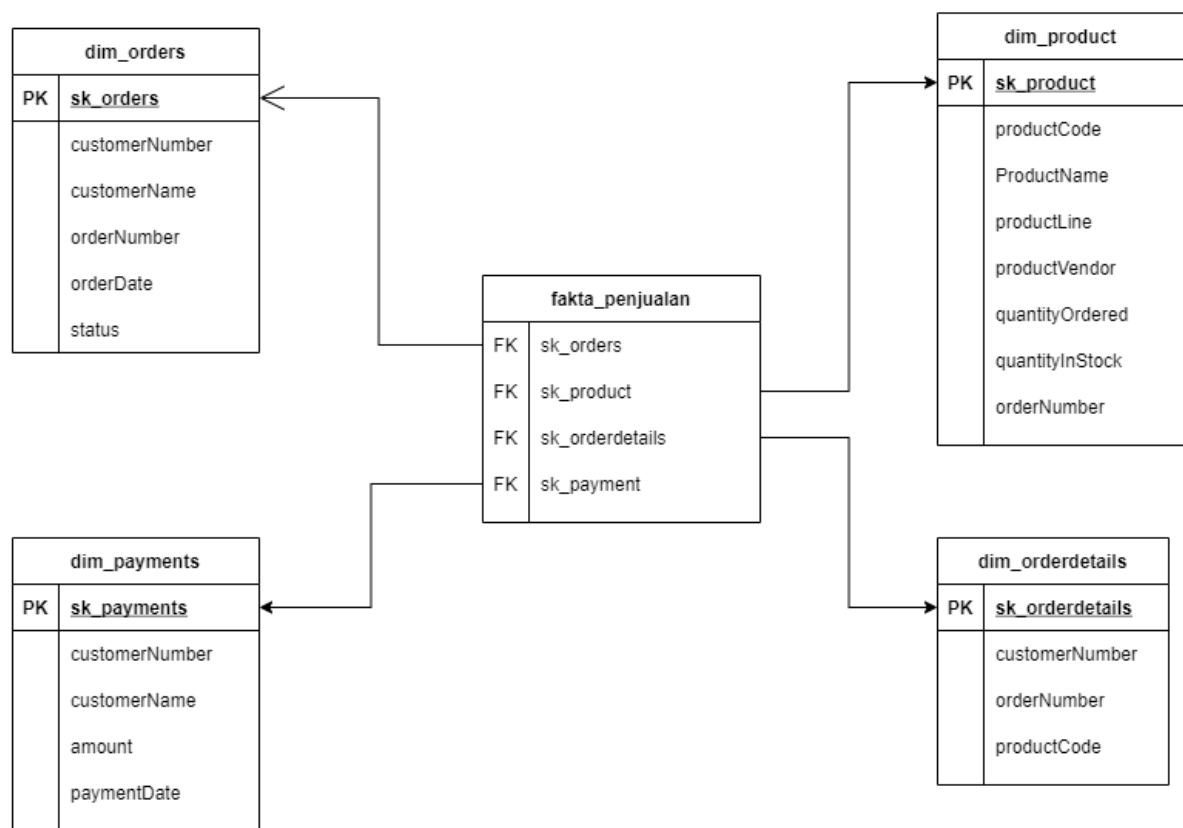 dim_orders
PK sk_orders
customerNumber
customerName
orderNumber
orderDate
status
dim_product
PK sk_product
productCode
ProductName
productLine
productVendor
quantityOrdered
quantityInStock
orderNumber
fakta_penjualan
FK sk_orders
FK sk_product
FK sk_orderdetails
FK sk_payment
dim_payments
PK sk_payments
customerNumber
customerName
amount
paymentDate
dim_orderdetails
PK sk_orderdetails
customerNumber
orderNumber
productCode